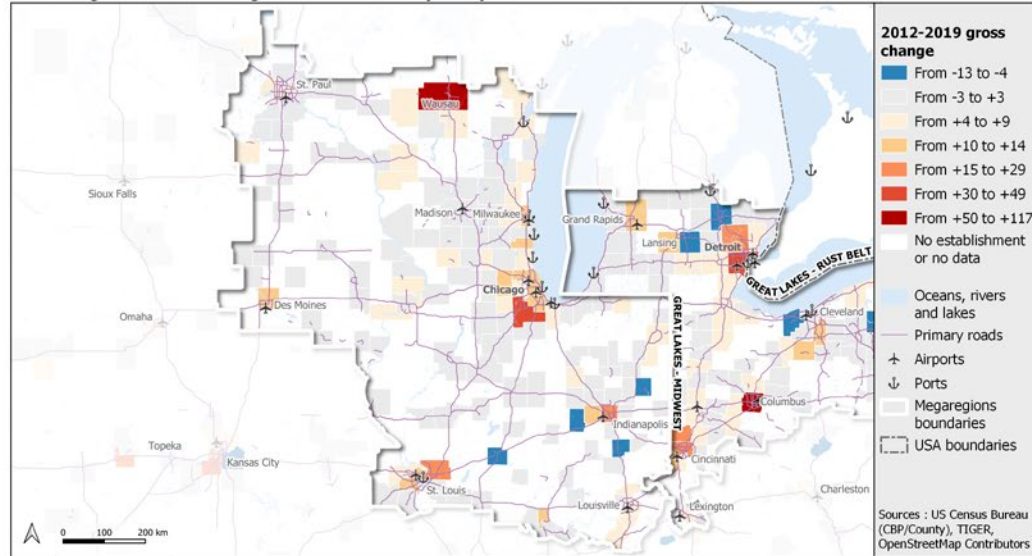 2012-2019 gross
change
From -13 to -4
From -3 to +3
From +4 to +9
From +10 to +14
From +15 to +29
From +30 to +49
From +50 to +117
No establishment
or no data
Oceans, rivers
and lakes
Primary roads
Airports
Ports
Megaregions
boundaries
USA boundaries
Sources : US Census Bureau
(CBP/County), TIGER,
OpenStreetMap Contributors
St. Paul
Wausau
Sioux Falls
Madison
Milwaukee
Grand Rapids
Lansing
Detroit
GREAT LAKES - RUST BELT
Chicago
Des Moines
Omaha
Cleveland
GREAT LAKES - MIDWEST
Columbus
Indianapolis
Topeka
Kansas City
Cincinnati
St. Louis
Louisville
Lexington
Charleston
0 100 200 km